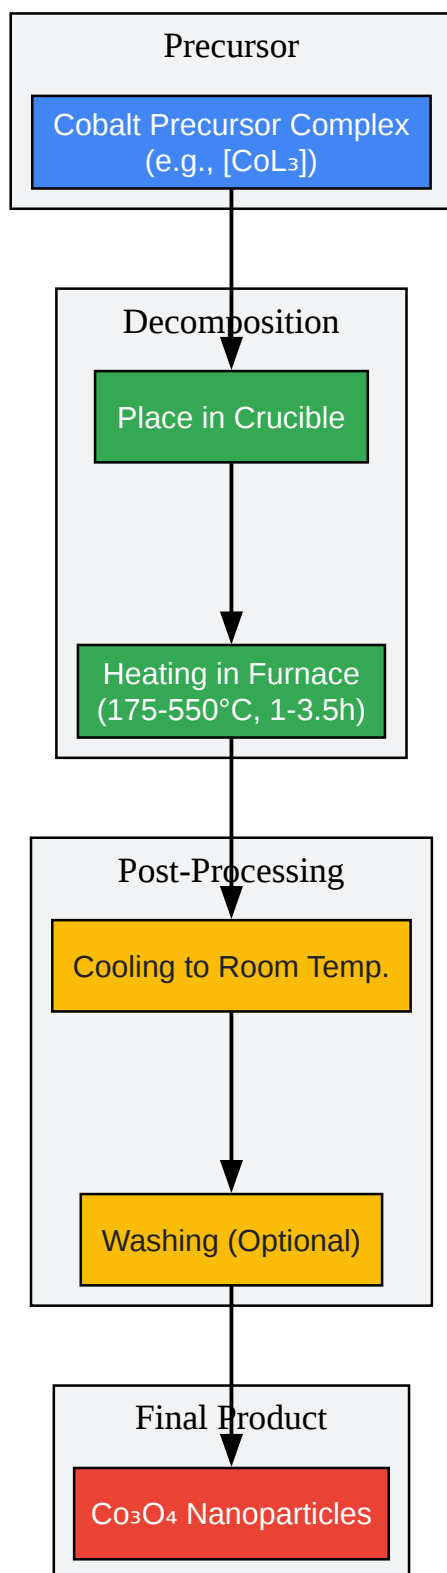 Precursor
Cobalt Precursor Complex
(e.g., [CoL₃])
Decomposition
Place in Crucible
Heating in Furnace
(175-550°C, 1-3.5h)
Post-Processing
Cooling to Room Temp.
Washing (Optional)
Final Product
Co₃O₄ Nanoparticles